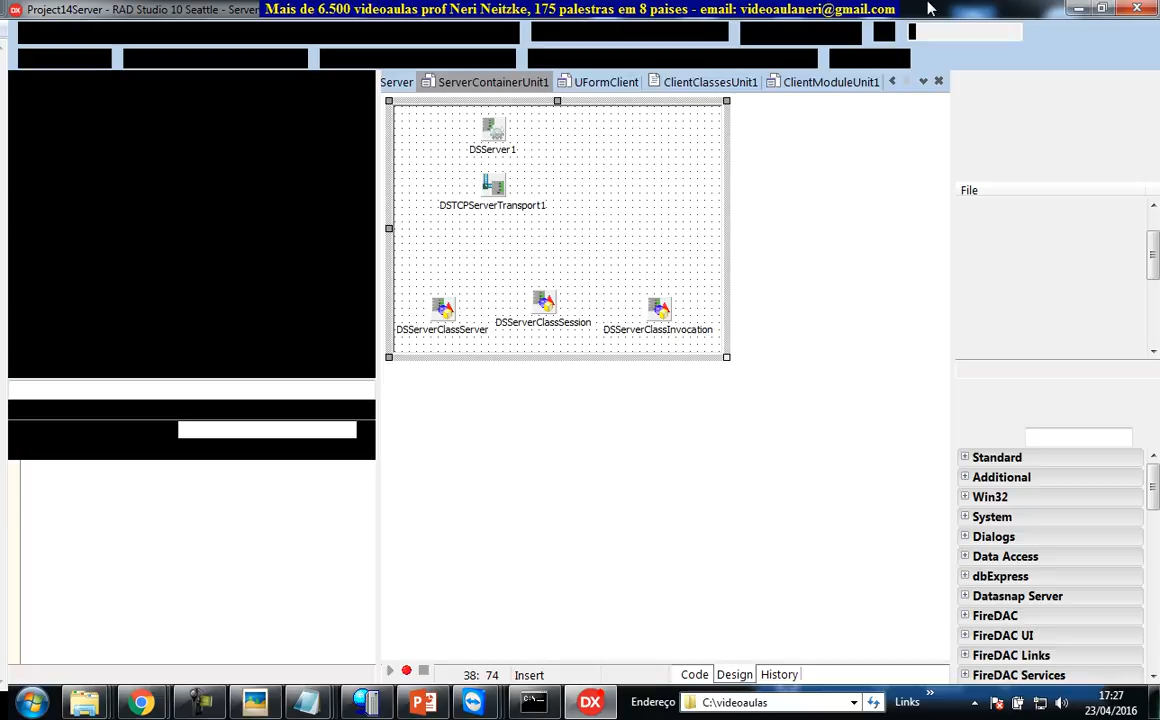 Project14Server - RAD Studio 10 Seattle - Server
Mais de 6.500 videoaulas prof Neri Neitzke, 175 palestras em 8 paises - email: videoaulaneri@gmail.com
Server
ServerContainerUnit1
UFormClient
ClientClassesUnit1
ClientModuleUnit1
DSServer1
DSTCPServerTransport1
DSServerClassServer
DSServerClassSession
DSServerClassInvocation
File
Standard
Additional
Win32
System
Dialogs
Data Access
dbExpress
Datasnap Server
FireDAC
FireDAC UI
FireDAC Links
FireDAC Services
38: 74
Insert
Code
Design
History
DX
Endereço
C:\videoaulas
Links
»
17:27
23/04/2016